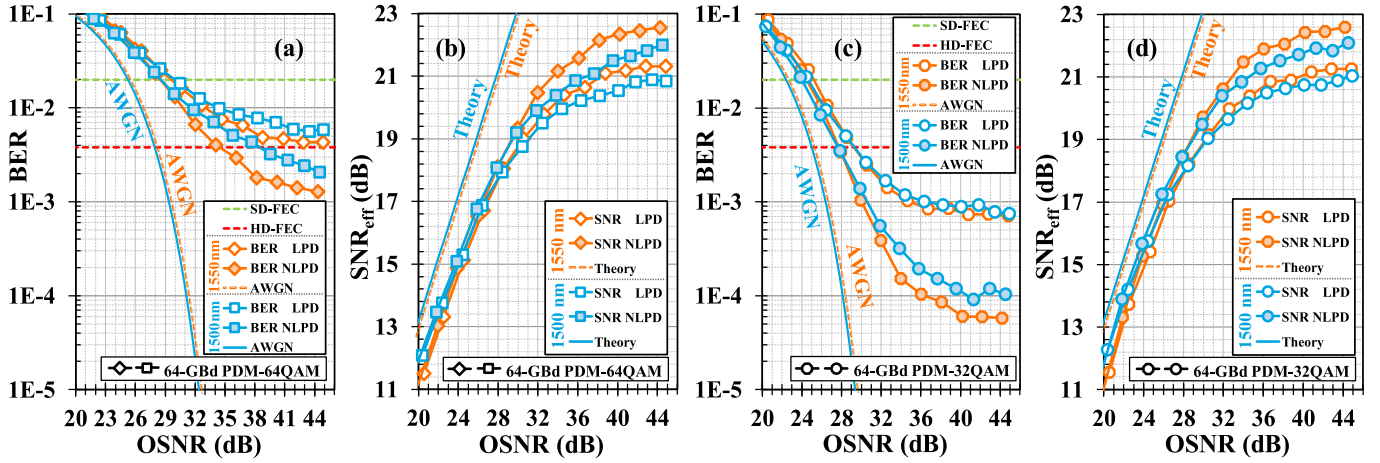 (a)
1E-1
1E-2
1E-3
1E-4
1E-5
BER
AWGN
AWGN
SD-FEC
HD-FEC
1550nm
BER LPD
BER NLPD
AWGN
1500nm
BER LPD
BER NLPD
AWGN
64-GBd PDM-64QAM
20 23 26 29 32 35 38 41 44
OSNR (dB)
(b)
23
21
19
17
15
13
11
SNReff (dB)
Theory
Theory
1550 nm
SNR LPD
SNR NLPD
Theory
1500 nm
SNR LPD
SNR NLPD
Theory
64-GBd PDM-64QAM
20 24 28 32 36 40 44
OSNR (dB)
(c)
1E-1
1E-2
1E-3
1E-4
1E-5
BER
AWGN
AWGN
SD-FEC
HD-FEC
1550nm
BER LPD
BER NLPD
AWGN
1500nm
BER LPD
BER NLPD
AWGN
64-GBd PDM-32QAM
20 24 28 32 36 40 44
OSNR (dB)
(d)
23
21
19
17
15
13
11
SNReff (dB)
Theory
Theory
1550 nm
SNR LPD
SNR NLPD
Theory
1500 nm
SNR LPD
SNR NLPD
Theory
64-GBd PDM-32QAM
20 24 28 32 36 40 44
OSNR (dB)